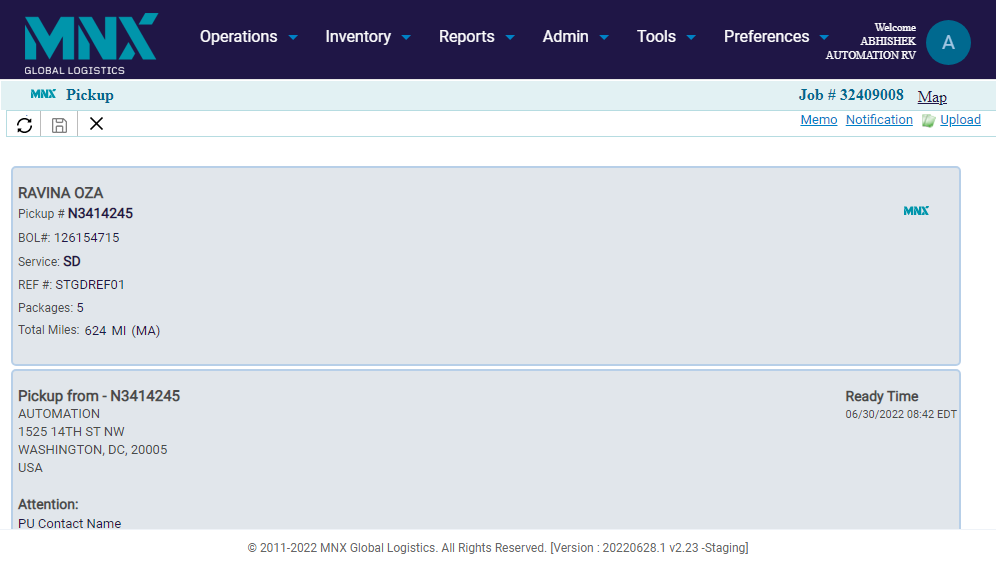 MNX
GLOBAL LOGISTICS
Operations Inventory Reports Admin Tools Preferences
Welcome
ABHISHEK
AUTOMATION RV
A
MNX Pickup
Job # 32409008 Map
Memo Notification Upload
RAVINA OZA
Pickup # N3414245
MNX
BOL#: 126154715
Service: SD
REF #: STGDREF01
Packages: 5
Total Miles: 624 MI (MA)
Pickup from - N3414245
AUTOMATION
1525 14TH ST NW
WASHINGTON, DC, 20005
USA
Ready Time
06/30/2022 08:42 EDT
Attention:
PU Contact Name
© 2011-2022 MNX Global Logistics. All Rights Reserved. [Version : 20220628.1 v2.23 -Staging]